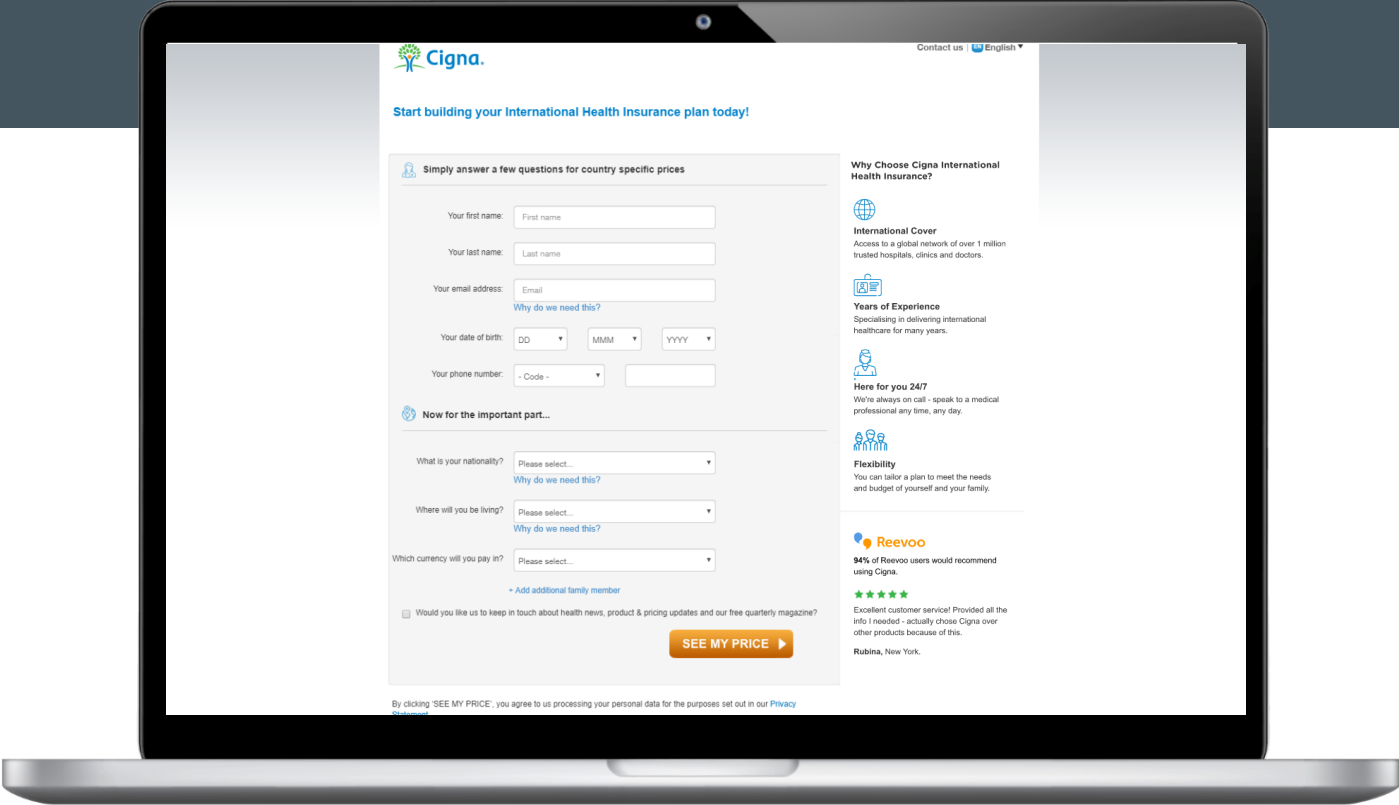 Cigna.
Contact us | EN English
Start building your International Health Insurance plan today!
Simply answer a few questions for country specific prices
Your first name:
First name
Your last name:
Last name
Your email address:
Email
Why do we need this?
Your date of birth:
DD
MMM
YYYY
Your phone number:
- Code -
Now for the important part...
What is your nationality?
Please select...
Why do we need this?
Where will you be living?
Please select...
Why do we need this?
Which currency will you pay in?
Please select...
+ Add additional family member
Would you like us to keep in touch about health news, product & pricing updates and our free quarterly magazine?
SEE MY PRICE
By clicking 'SEE MY PRICE', you agree to us processing your personal data for the purposes set out in our Privacy
Statement
Why Choose Cigna International
Health Insurance?
International Cover
Access to a global network of over 1 million
trusted hospitals, clinics and doctors.
Years of Experience
Specialising in delivering international
healthcare for many years.
Here for you 24/7
We're always on call - speak to a medical
professional any time, any day.
Flexibility
You can tailor a plan to meet the needs
and budget of yourself and your family.
Reevoo
94% of Reevoo users would recommend
using Cigna.
Excellent customer service! Provided all the
info I needed - actually chose Cigna over
other products because of this.
Rubina, New York.